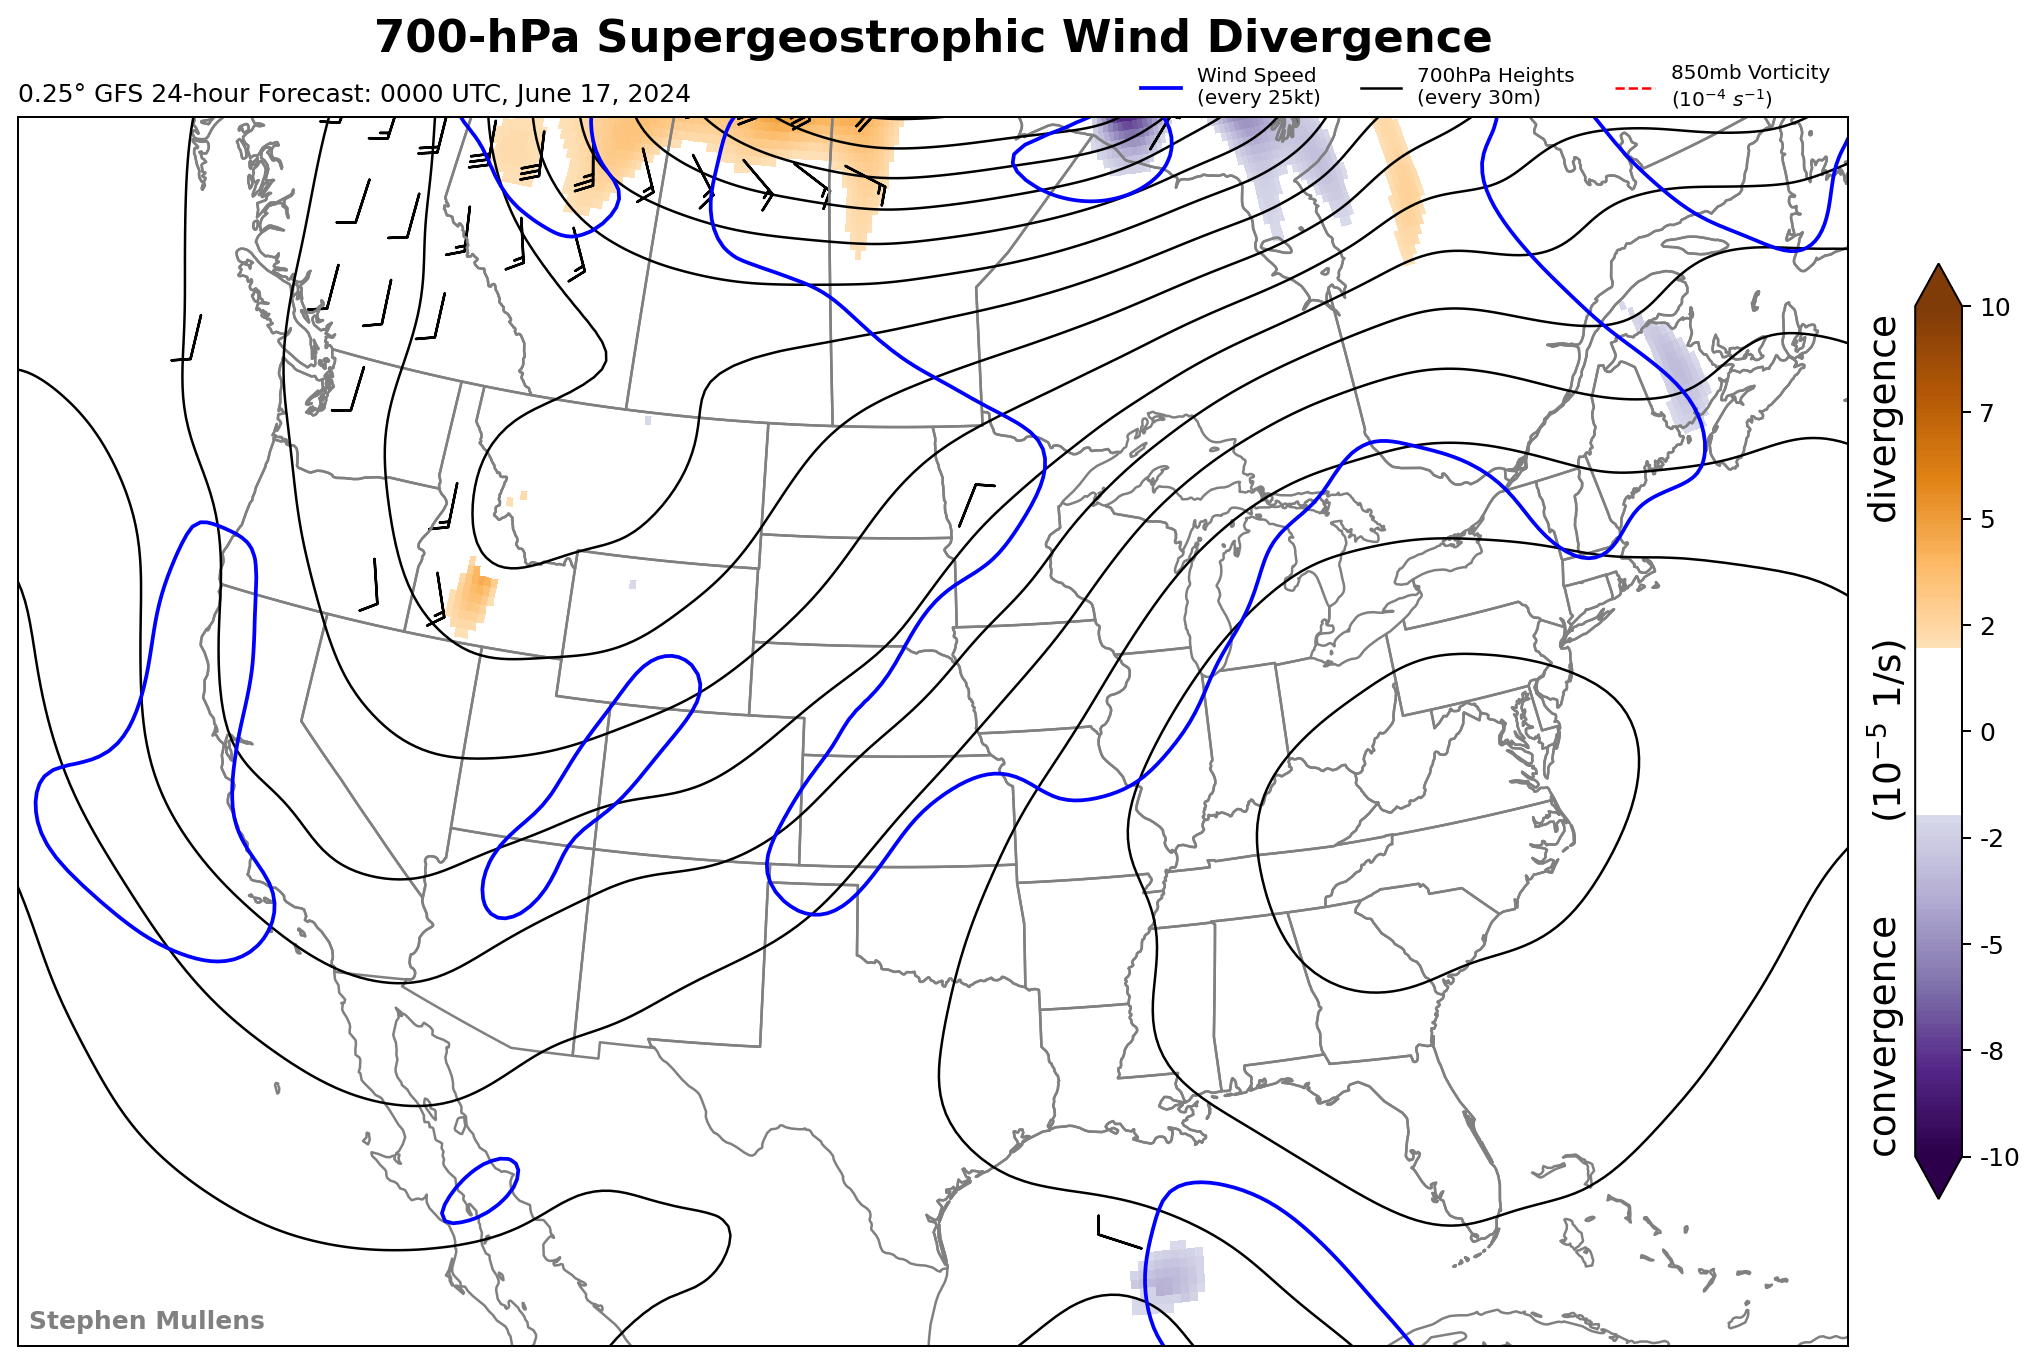 700-hPa Supergeostrophic Wind Divergence
0.25° GFS 24-hour Forecast: 0000 UTC, June 17, 2024
Wind Speed
(every 25kt)
700hPa Heights
(every 30m)
850mb Vorticity
(10⁻⁴ s⁻¹)
10
7
5
2
0
-2
-5
-8
-10
convergence (10⁻⁵ 1/s) divergence
Stephen Mullens